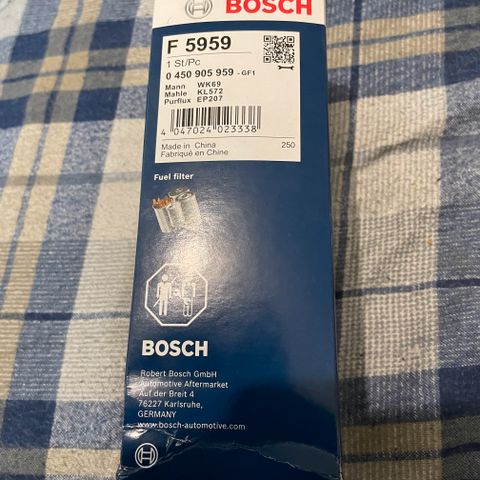 BOSCH
F 5959
1 St/Pc
0 450 905 959 - GF1
Mann WK69
Mahle KL572
Purflux EP207
4 047024 023338
Made in China 250
Fabriqué en Chine
Fuel filter
BOSCH
Robert Bosch GmbH
Automotive Aftermarket
Auf der Breit 4
76227 Karlsruhe,
GERMANY
www.bosch-automotive.com